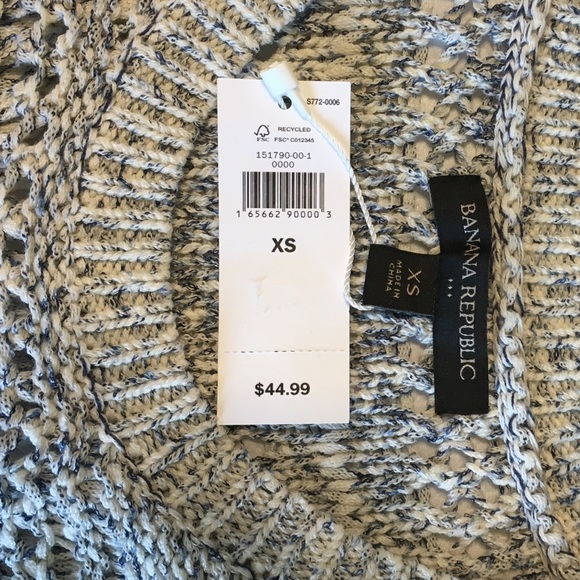 S772-0006
RECYCLED
FSC® C012345
FSC
151790-00-1
0000
1 65662 90000 3
XS
$44.99
BANANA REPUBLIC
XS
MADE IN
CHINA